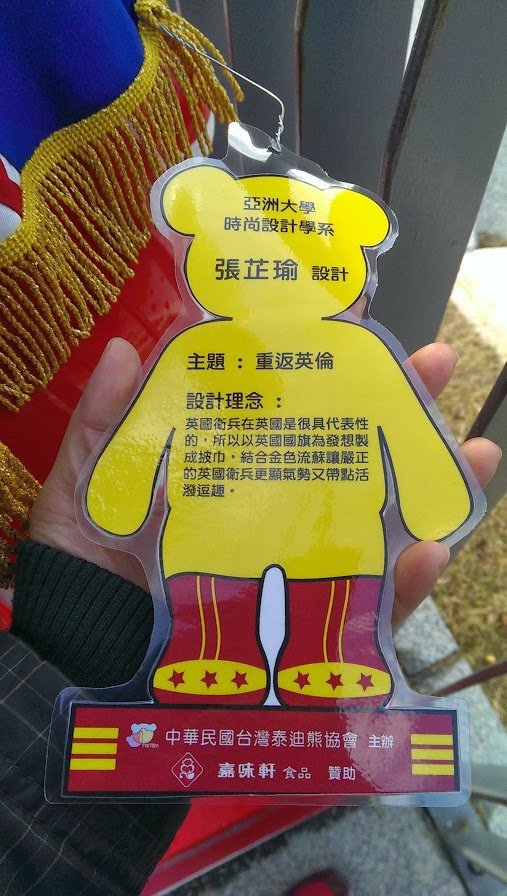 亞洲大學
時尚設計學系
張芷瑜 設計
主題 : 重返英倫
設計理念 :
英國衛兵在英國是很具代表性
的，所以以英國國旗為發想製
成披巾，結合金色流蘇讓嚴正
的英國衛兵更顯氣勢又帶點活
潑逗趣。
中華民國台灣泰迪熊協會 主辦
嘉味軒 食品 贊助